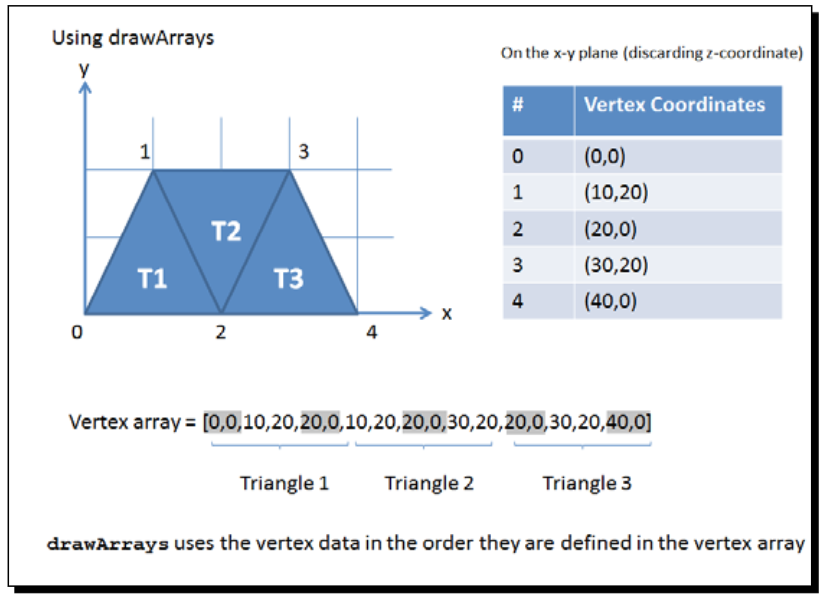 Using drawArrays
y
1
3
T2
T1
T3
x
0
2
4
On the x-y plane (discarding z-coordinate)
# Vertex Coordinates
0 (0,0)
1 (10,20)
2 (20,0)
3 (30,20)
4 (40,0)
Vertex array = [0,0,10,20,20,0,10,20,20,0,30,20,20,0,30,20,40,0]
Triangle 1 Triangle 2 Triangle 3
drawArrays uses the vertex data in the order they are defined in the vertex array